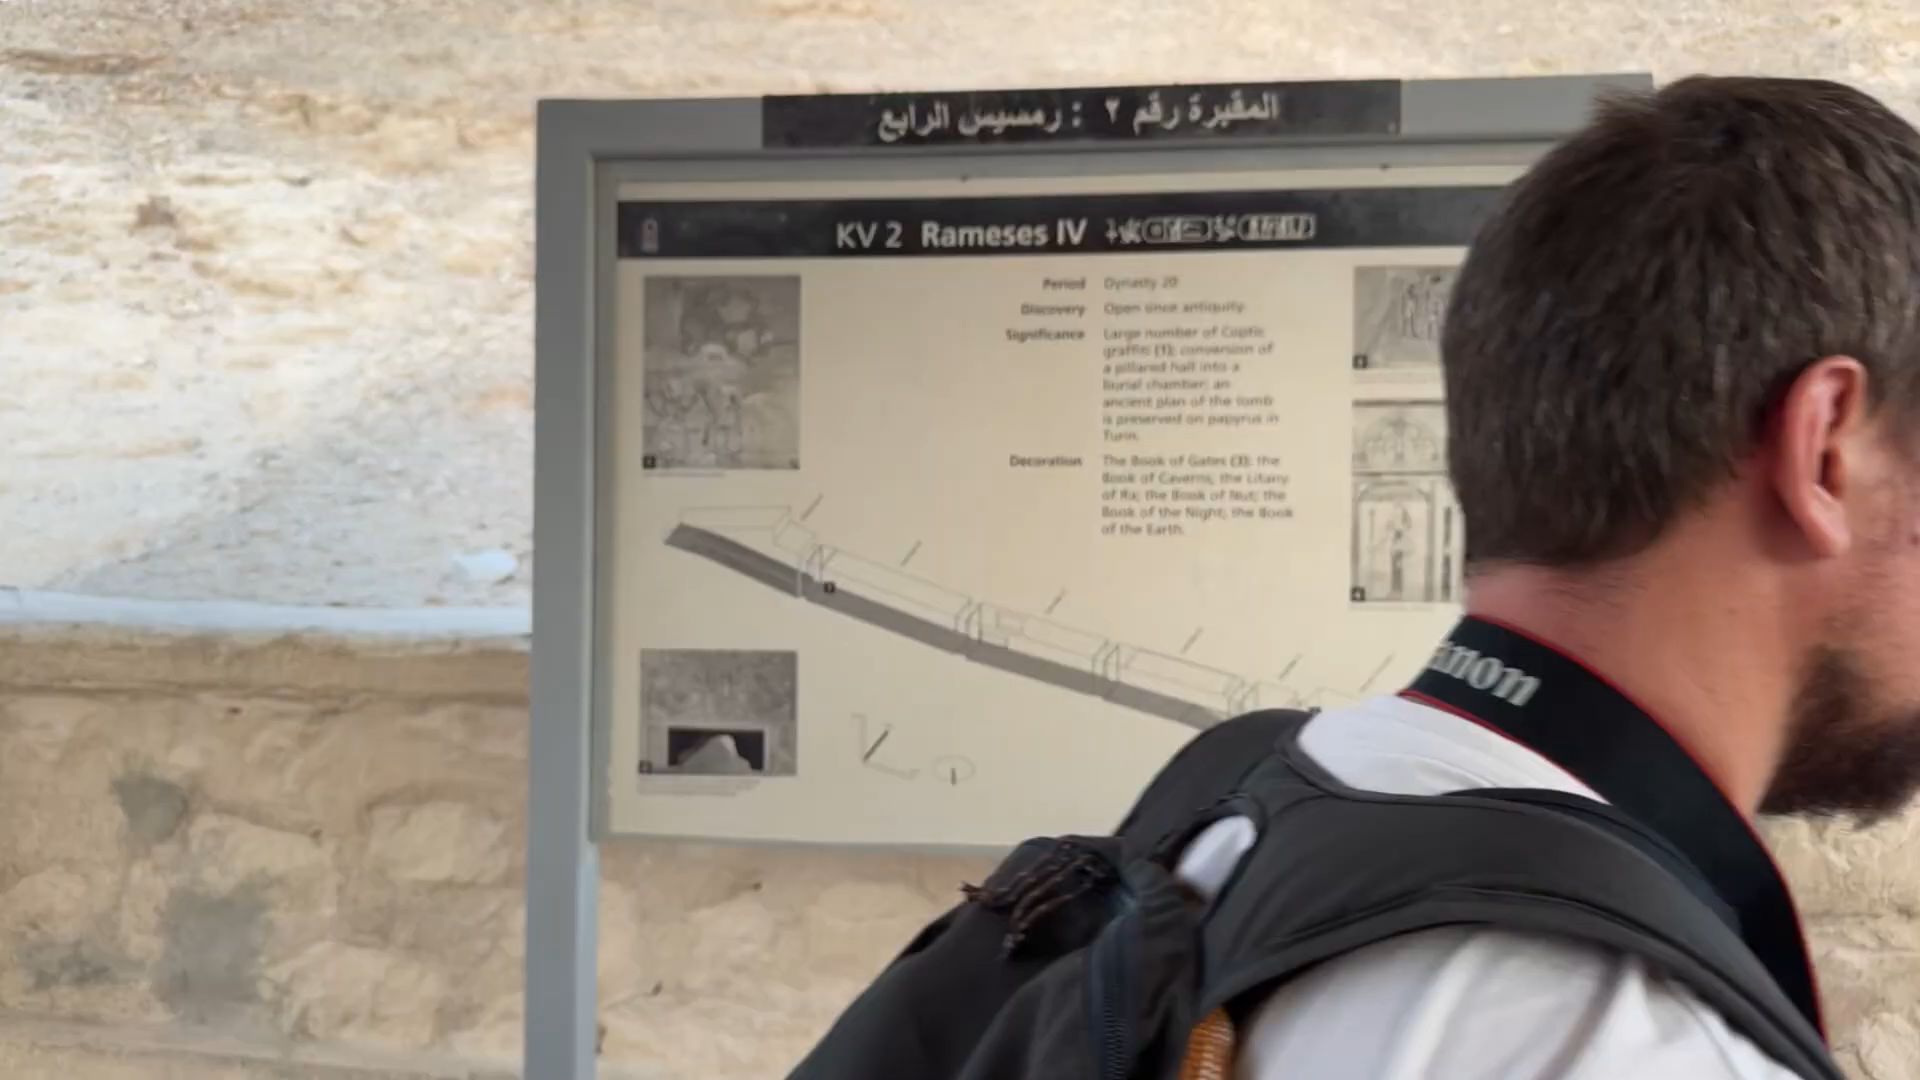 المقبرة رقم ٢ : رمسيس الرابع
KV 2 Rameses IV
Period Dynasty 20
Discovery Open since antiquity.
Significance Large number of Coptic
graffiti (1); conversion of
a pillared hall into a
burial chamber; an
ancient plan of the tomb
is preserved on papyrus in
Turin.
Decoration The Book of Gates (3); the
Book of Caverns; the Litany
of Ra; the Book of Nut; the
Book of the Night; the Book
of the Earth.
anon